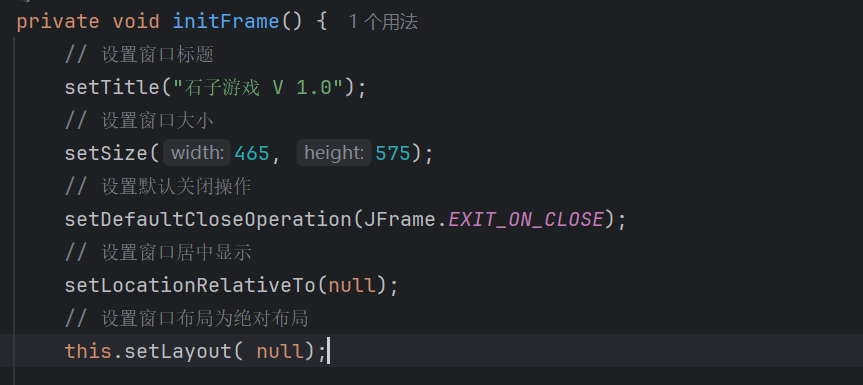 private void initFrame() { 1 个用法
// 设置窗口标题
setTitle("石子游戏 V 1.0");
// 设置窗口大小
setSize( width: 465, height: 575);
// 设置默认关闭操作
setDefaultCloseOperation(JFrame.EXIT_ON_CLOSE);
// 设置窗口居中显示
setLocationRelativeTo(null);
// 设置窗口布局为绝对布局
this.setLayout( null);